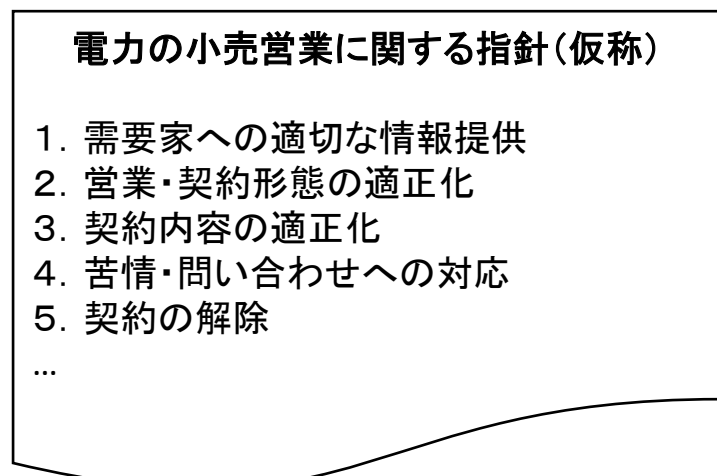 電力の小売営業に関する指針(仮称)
１．需要家への適切な情報提供
２．営業・契約形態の適正化
３．契約内容の適正化
４．苦情・問い合わせへの対応
５．契約の解除
…